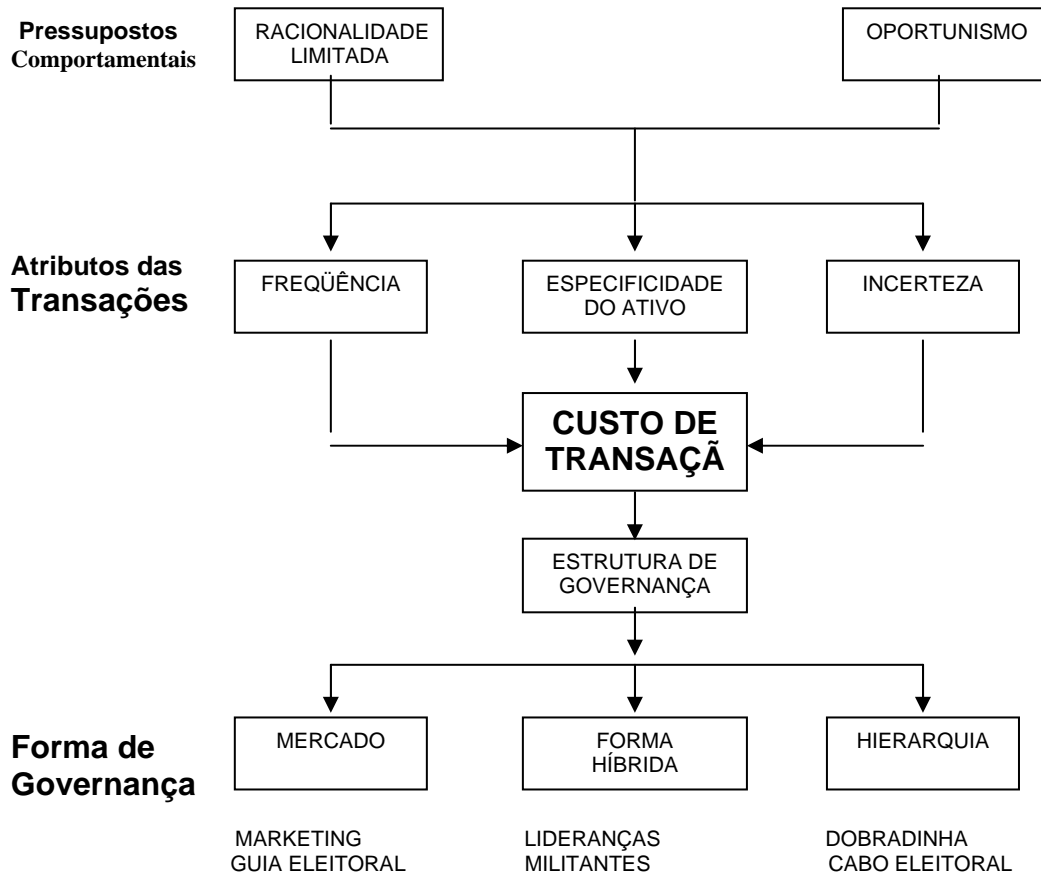 Pressupostos
Comportamentais
RACIONALIDADE
LIMITADA
OPORTUNISMO
Atributos das
Transações
FREQÜÊNCIA
ESPECIFICIDADE
DO ATIVO
INCERTEZA
CUSTO DE
TRANSAÇÃ
ESTRUTURA DE
GOVERNANÇA
Forma de
Governança
MERCADO
FORMA
HÍBRIDA
HIERARQUIA
MARKETING
GUIA ELEITORAL
LIDERANÇAS
MILITANTES
DOBRADINHA
CABO ELEITORAL